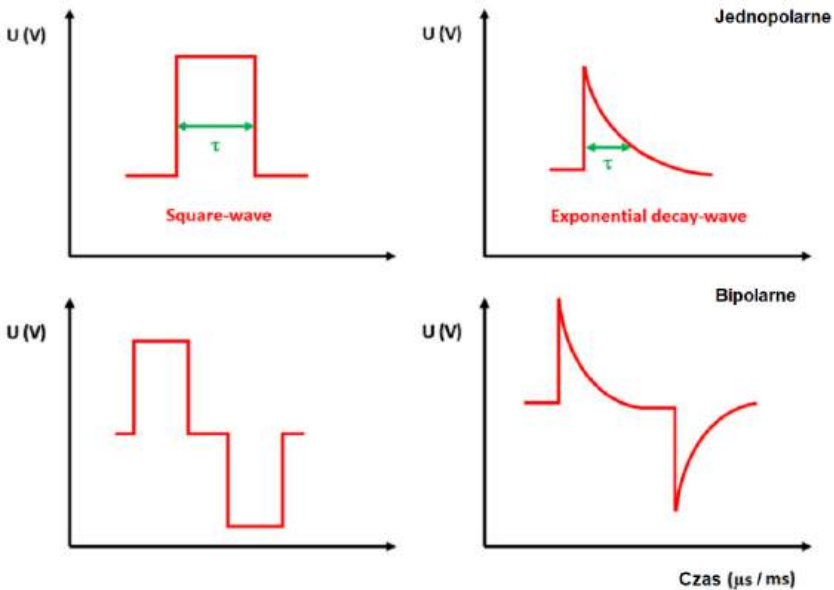 Jednopolarne
U (V)
U (V)
τ
τ
Square-wave
Exponential decay-wave
Bipolarne
U (V)
U (V)
Czas (μs / ms)